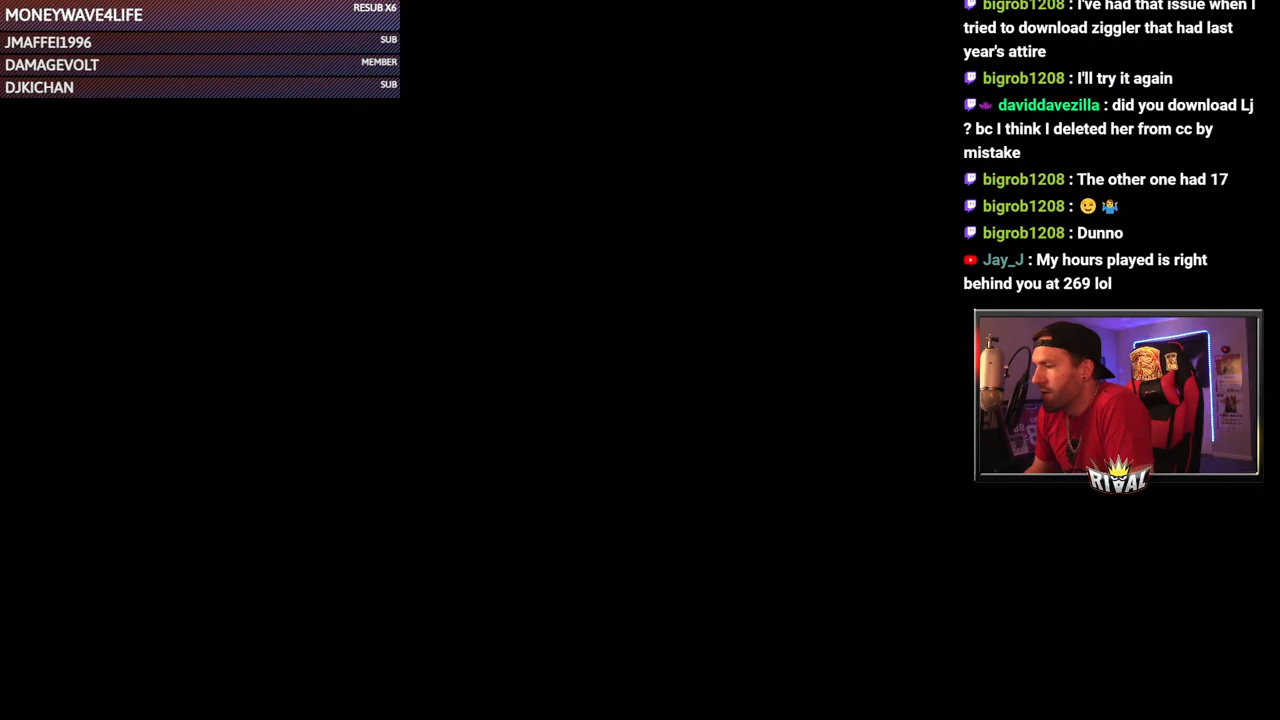 MONEYWAVE4LIFE RESUB X6
JMAFFEI1996 SUB
DAMAGEVOLT MEMBER
DJKICHAN SUB
bigrob1208 : I've had that issue when I
tried to download ziggler that had last
year's attire
bigrob1208 : I'll try it again
daviddavezilla : did you download Lj
? bc I think I deleted her from cc by
mistake
bigrob1208 : The other one had 17
bigrob1208 : 😉 🤷‍♂️
bigrob1208 : Dunno
Jay_J : My hours played is right
behind you at 269 lol
RIVAL